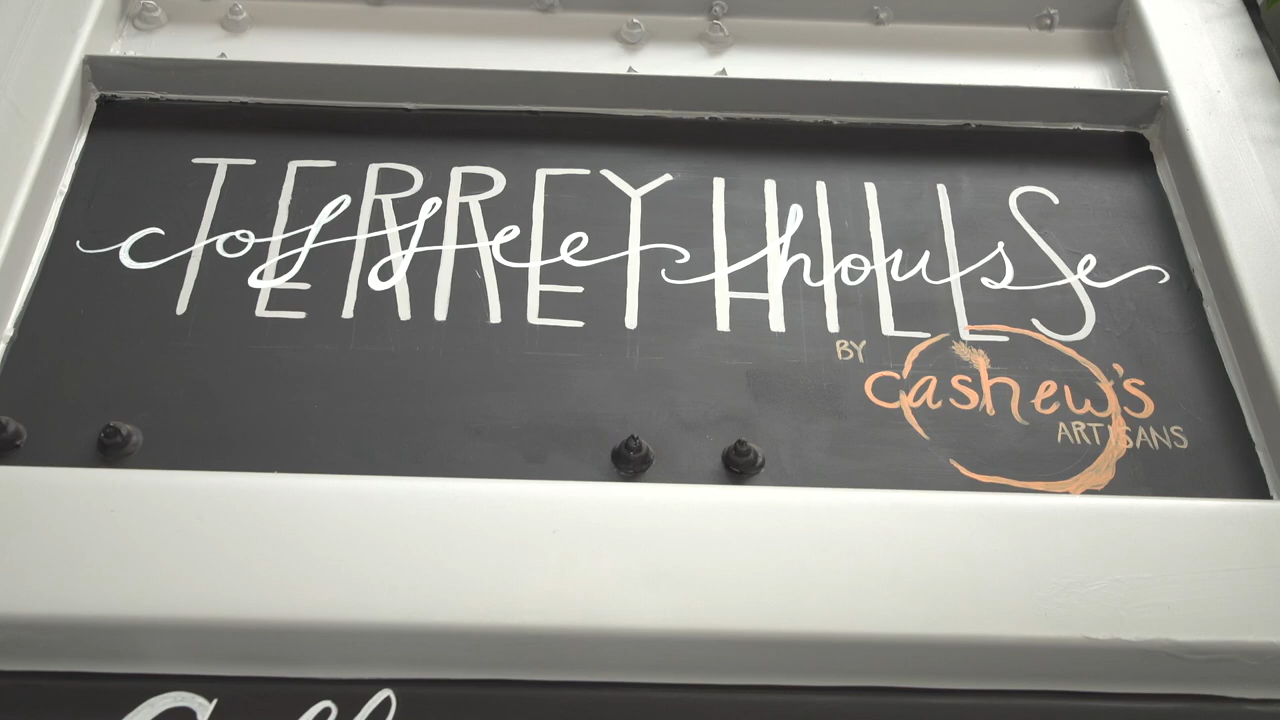 TERREY HILLS
coffee house
BY
cashew's
ARTISANS